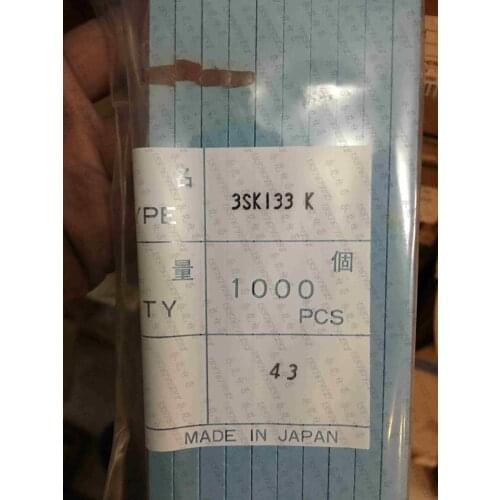 名
YPE
3SK133 K
量
個
TY
1000
PCS
43
MADE IN JAPAN